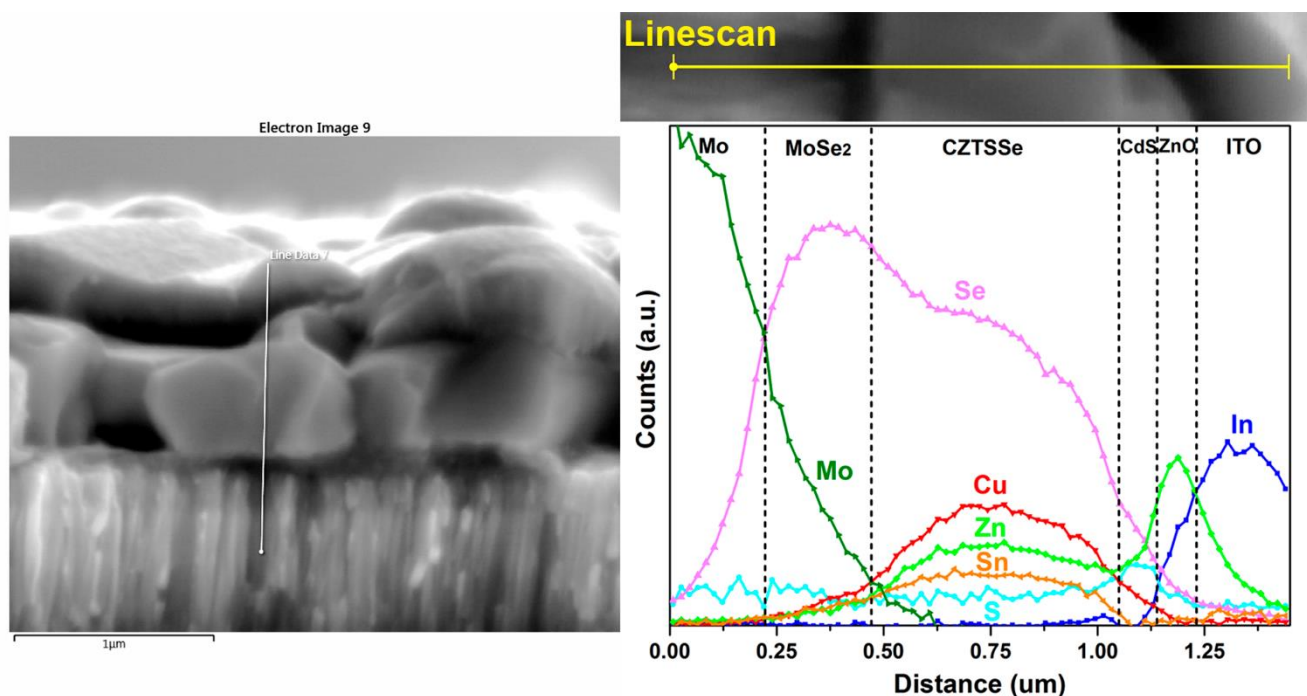 Electron Image 9
Line Data 7
1μm
Linescan
Mo
MoSe2
CZTSSe
CdS
ZnO
ITO
Se
Mo
Cu
Zn
Sn
S
In
Counts (a.u.)
0.00 0.25 0.50 0.75 1.00 1.25
Distance (um)